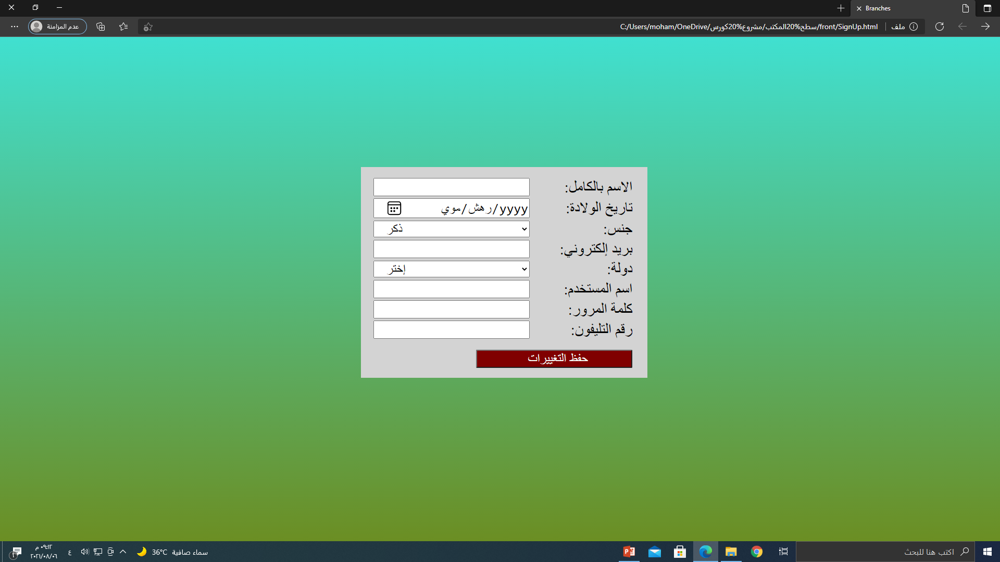 Branches
عدم المزامنة
ملف
C:/Users/moham/OneDrive/سطح%20المكتب/مشروع%20كورس/front/SignUp.html
الاسم بالكامل:
تاريخ الولادة:
yyyy/رهش/موي
جنس:
ذكر
بريد إلكتروني:
دولة:
إختر
اسم المستخدم:
كلمة المرور:
رقم التليفون:
حفظ التغييرات
اكتب هنا للبحث
36°C سماء صافية
ع
٠٩:١٢ م
٢٠٢١/٠٨/٠٦